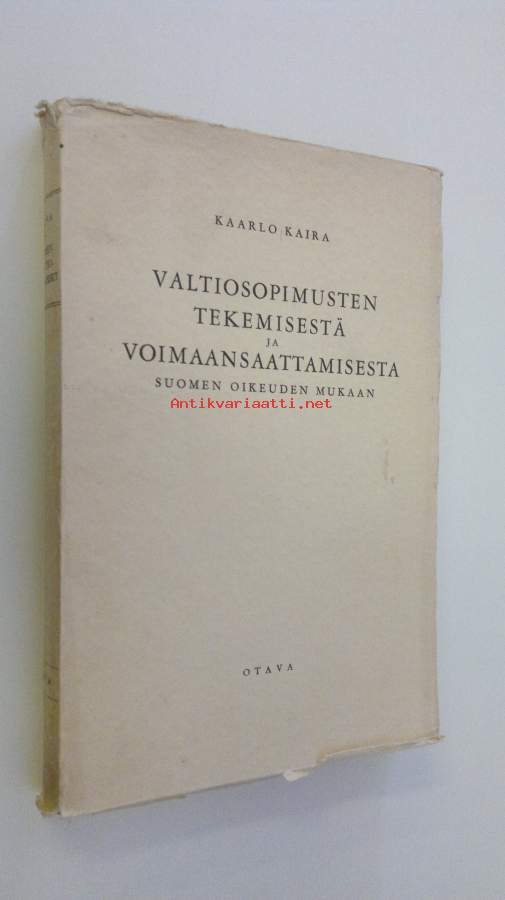 KAARLO KAIRA
VALTIOSOPIMUSTEN
TEKEMISESTÄ
JA
VOIMAANSAATTAMISESTA
SUOMEN OIKEUDEN MUKAAN
Antikvariaatti.net
OTAVA